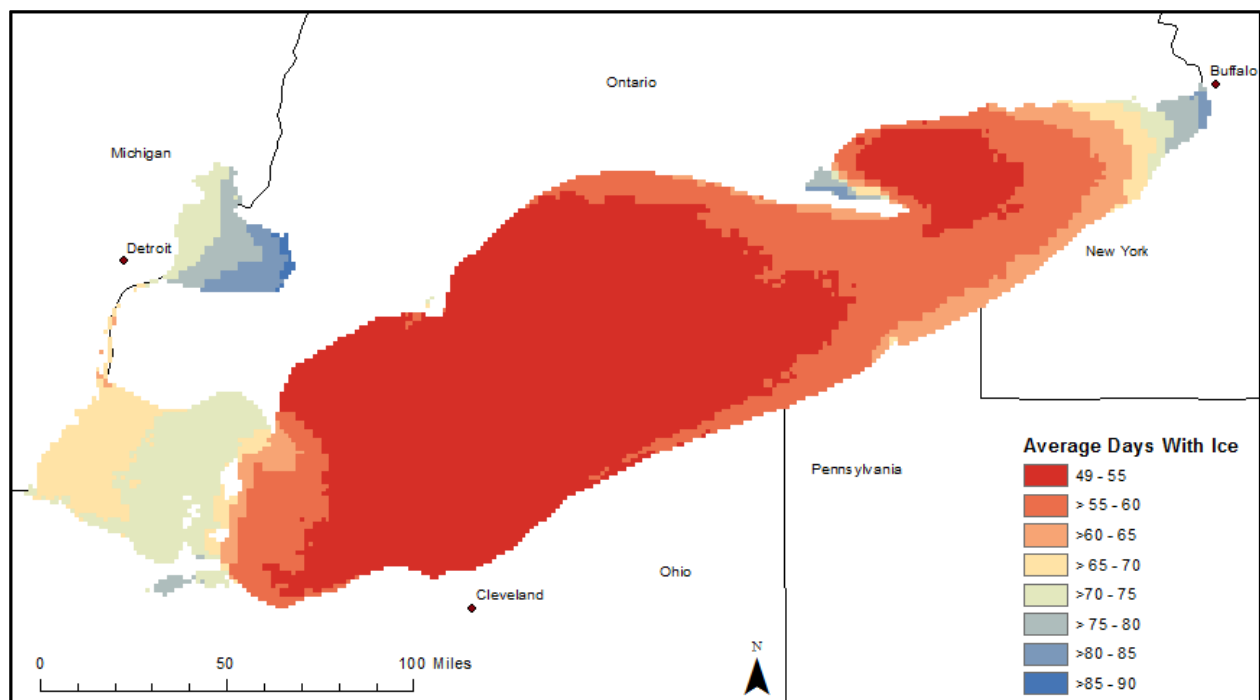 Buffalo
Ontario
Michigan
Detroit
New York
Average Days With Ice
49 - 55
> 55 - 60
>60 - 65
>65 - 70
>70 - 75
> 75 - 80
>80 - 85
>85 - 90
Pennsylvania
Ohio
Cleveland
N
0 50 100 Miles